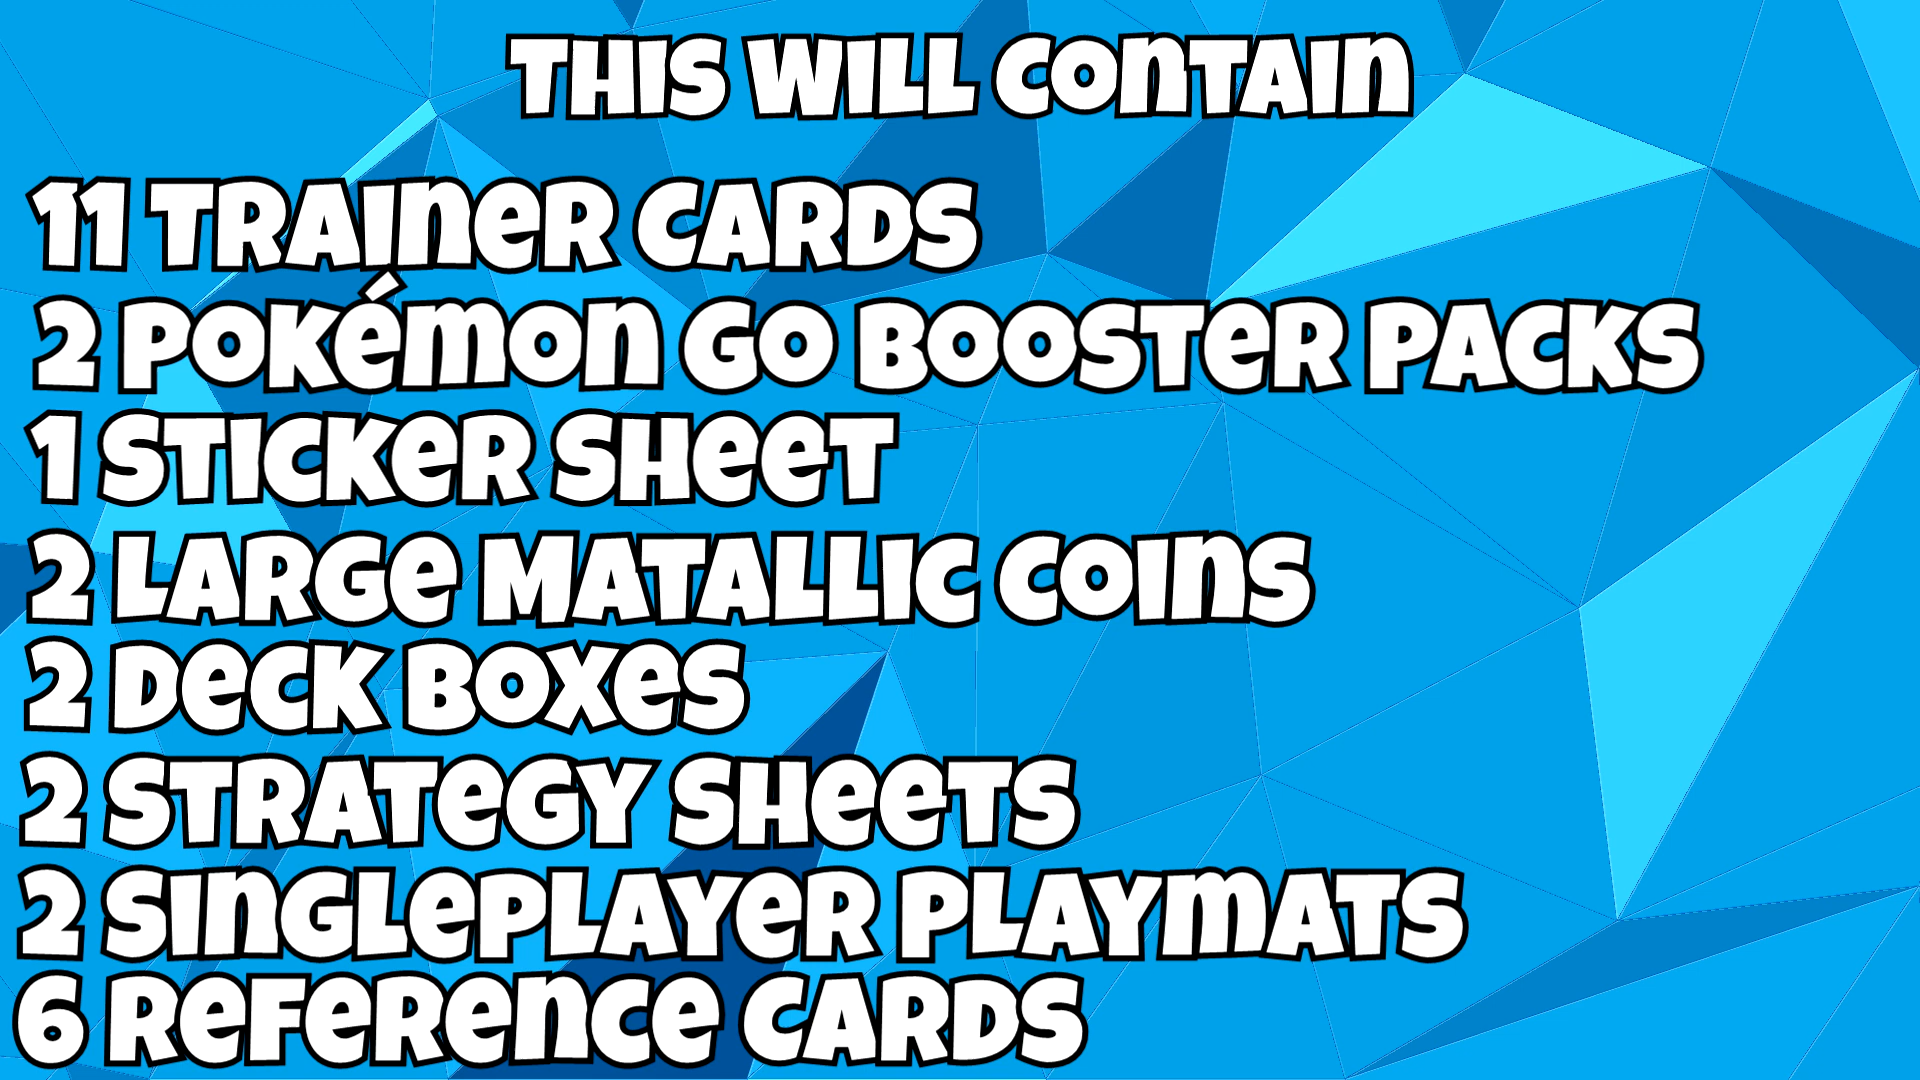 THIS WILL CONTAIN
11 TRAINER CARDS
2 POKéMON GO BOOSTER PACKS
1 STICKER SHEET
2 LARGE MATALLIC COINS
2 DECK BOXES
2 STRATEGY SHEETS
2 SINGLEPLAYER PLAYMATS
6 REFERENCE CARDS